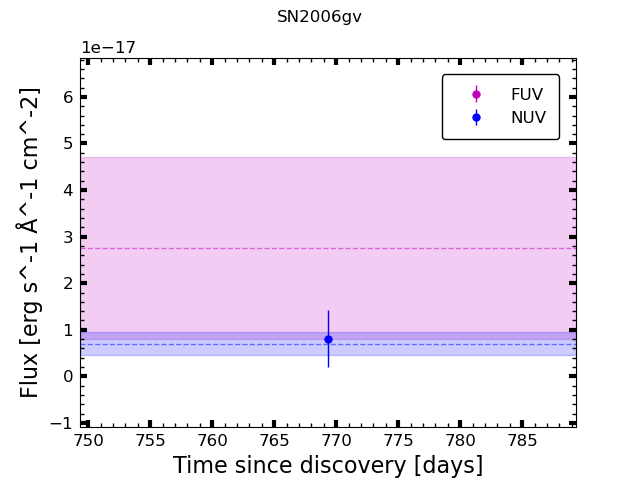 SN2006gv
1e−17
FUV
NUV
6
5
4
3
2
1
0
−1
Flux [erg s^-1 Å^-1 cm^-2]
750 755 760 765 770 775 780 785
Time since discovery [days]